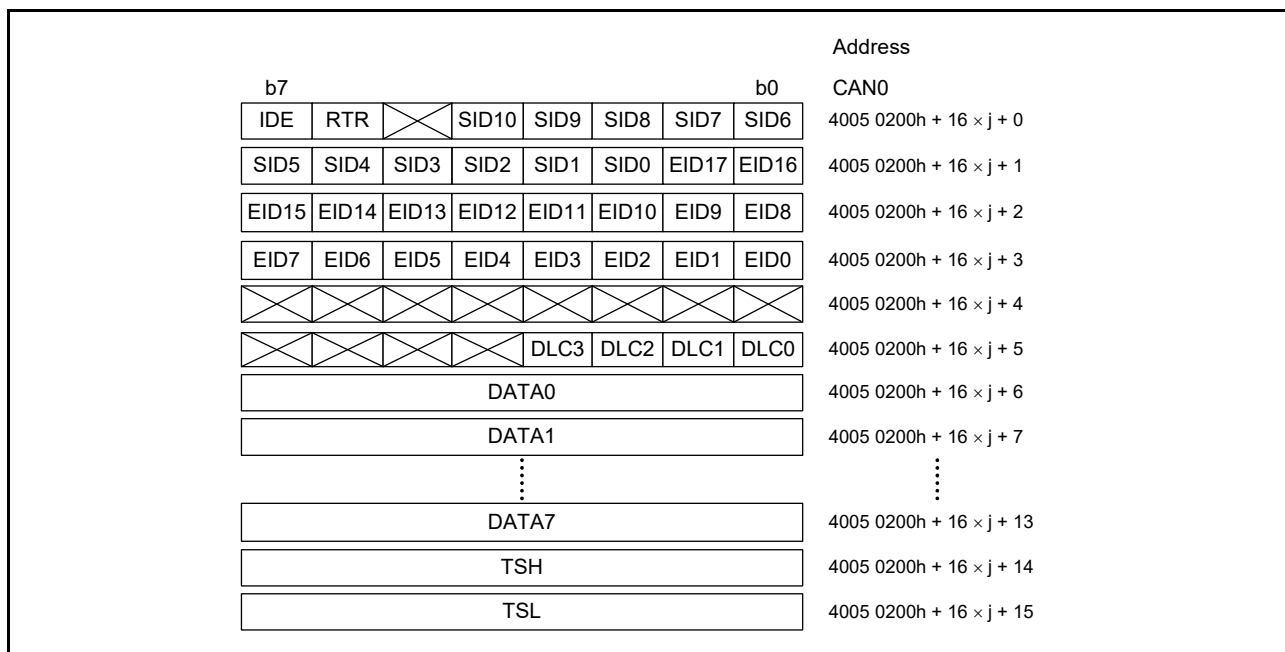 Address
b7 b0 CAN0
IDE RTR SID10 SID9 SID8 SID7 SID6 4005 0200h + 16 × j + 0
SID5 SID4 SID3 SID2 SID1 SID0 EID17 EID16 4005 0200h + 16 × j + 1
EID15 EID14 EID13 EID12 EID11 EID10 EID9 EID8 4005 0200h + 16 × j + 2
EID7 EID6 EID5 EID4 EID3 EID2 EID1 EID0 4005 0200h + 16 × j + 3
4005 0200h + 16 × j + 4
DLC3 DLC2 DLC1 DLC0 4005 0200h + 16 × j + 5
DATA0 4005 0200h + 16 × j + 6
DATA1 4005 0200h + 16 × j + 7
DATA7 4005 0200h + 16 × j + 13
TSH 4005 0200h + 16 × j + 14
TSL 4005 0200h + 16 × j + 15